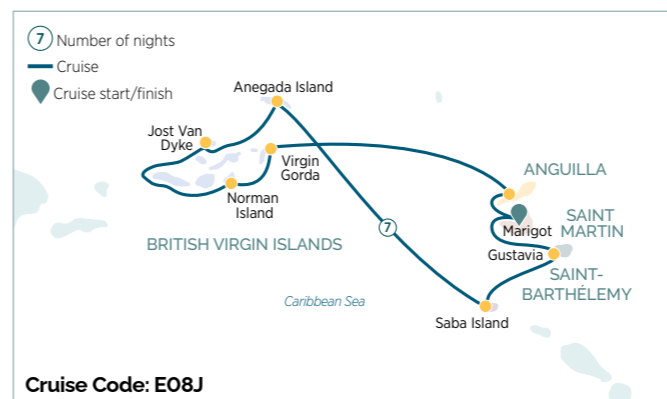 7 Number of nights
Cruise
Cruise start/finish
Anegada Island
Jost Van
Dyke
Virgin
Gorda
Norman
Island
ANGUILLA
SAINT
MARTIN
Marigot
Gustavia
SAINT-
BARTHÉLEMY
BRITISH VIRGIN ISLANDS
7
Caribbean Sea
Saba Island
Cruise Code: E08J